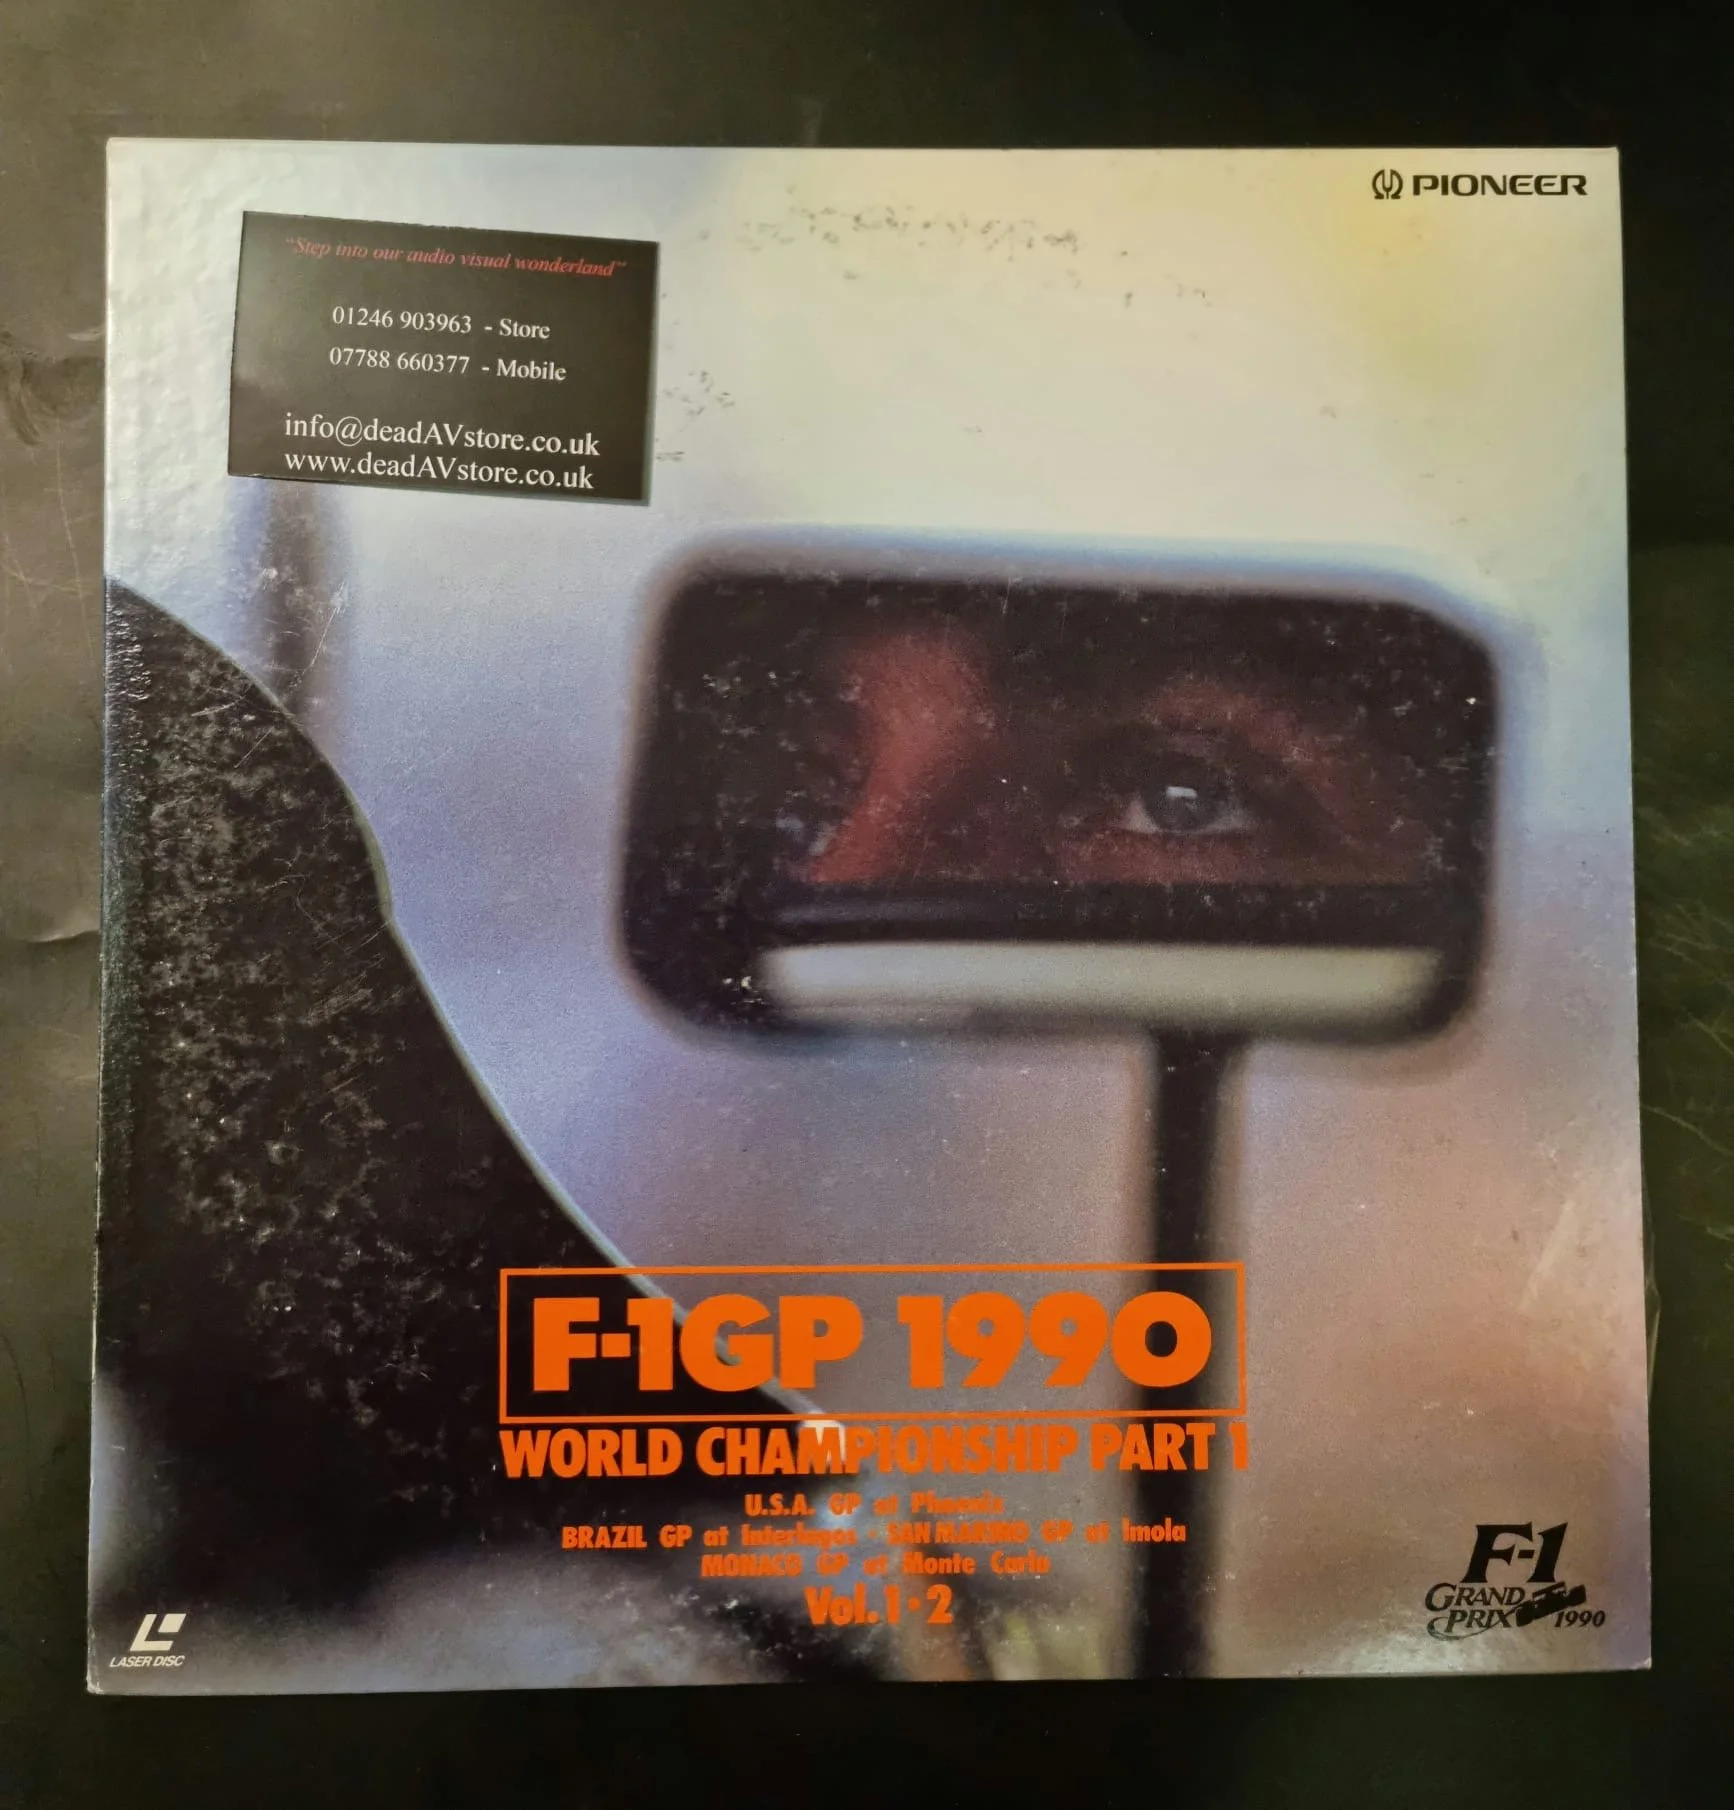 PIONEER
"Step into our audio visual wonderland"
01246 903963 - Store
07788 660377 - Mobile
info@deadAVstore.co.uk
www.deadAVstore.co.uk
F-1GP 1990
WORLD CHAMPIONSHIP PART 1
U.S.A. GP at Phoenix
BRAZIL GP at Interlagos · SAN MARINO GP at Imola
MONACO GP at Monte Carlo
Vol.1·2
LASER DISC
F-1
GRAND
PRIX 1990